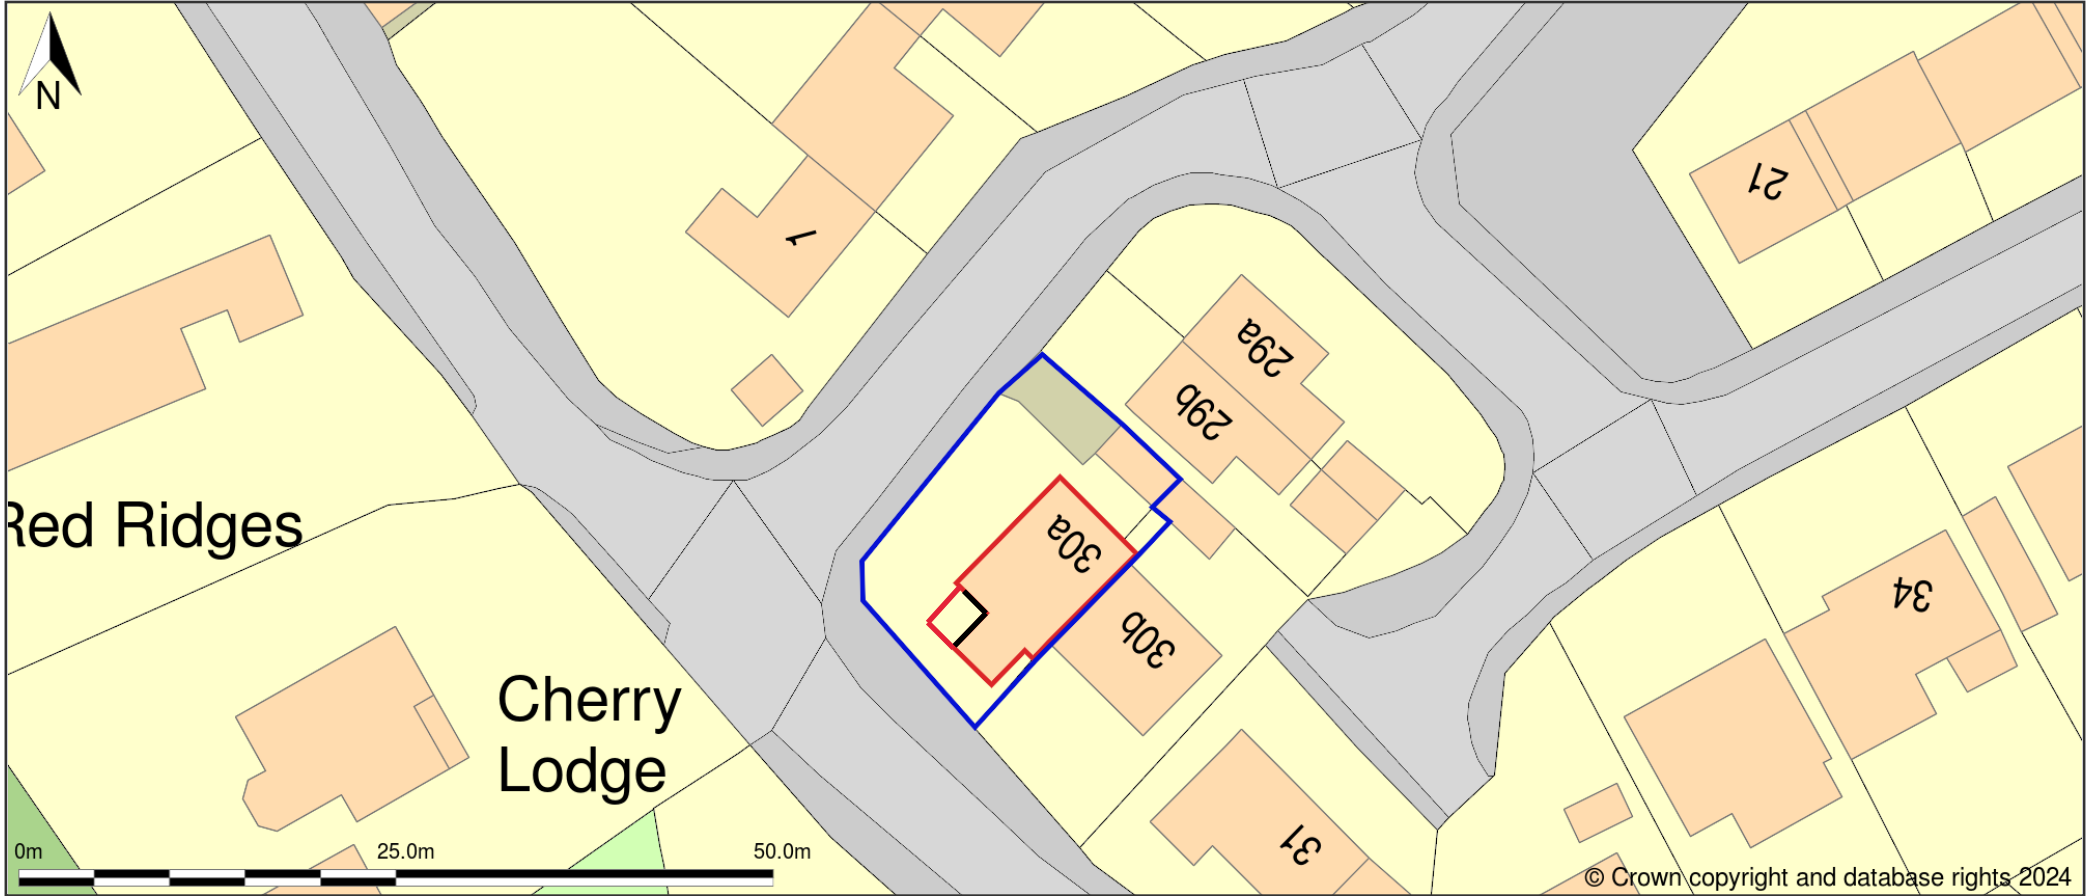 N
21
1
29a
29b
Red Ridges
30a
34
30b
Cherry
Lodge
31
0m 25.0m 50.0m
© Crown copyright and database rights 2024